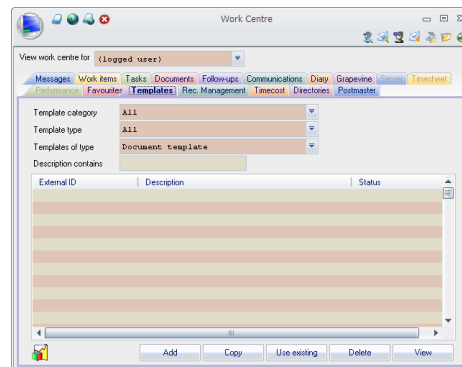 Work Centre
View work centre for (logged user)
Messages Work items Tasks Documents Follow-ups Communications Diary Grapevine Server Timesheet
Performance Favourites Templates Rec. Management Timecost Directories Postmaster
Template category All
Template type All
Templates of type Document template
Description contains
External ID Description Status
Add Copy Use existing Delete View